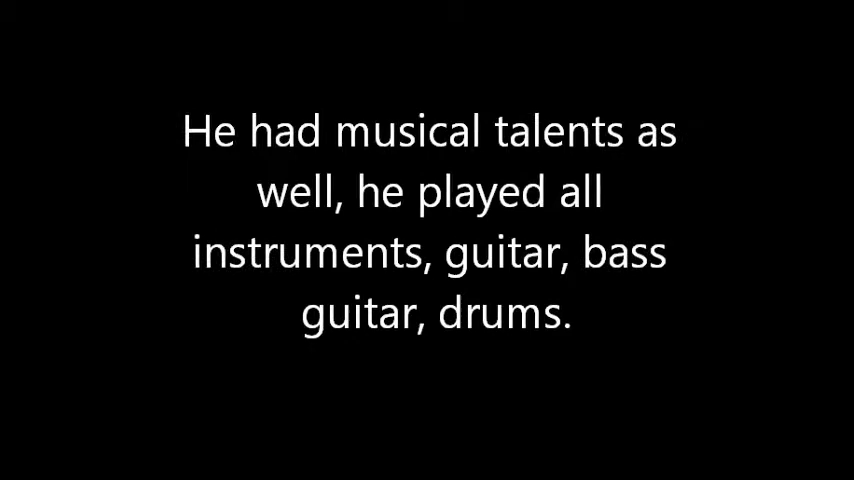 He had musical talents as
well, he played all
instruments, guitar, bass
guitar, drums.